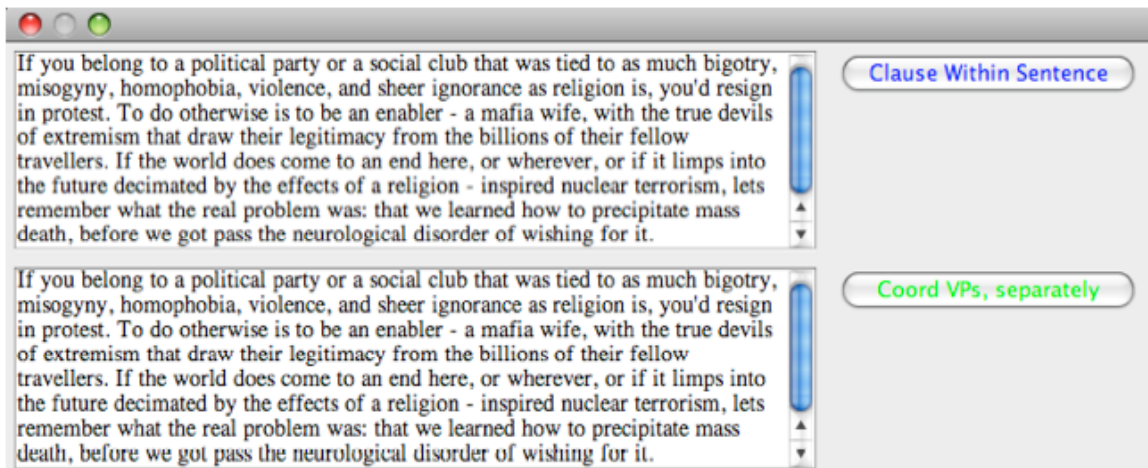 If you belong to a political party or a social club that was tied to as much bigotry,
misogyny, homophobia, violence, and sheer ignorance as religion is, you'd resign
in protest. To do otherwise is to be an enabler - a mafia wife, with the true devils
of extremism that draw their legitimacy from the billions of their fellow
travellers. If the world does come to an end here, or wherever, or if it limps into
the future decimated by the effects of a religion - inspired nuclear terrorism, lets
remember what the real problem was: that we learned how to precipitate mass
death, before we got pass the neurological disorder of wishing for it.
Clause Within Sentence
If you belong to a political party or a social club that was tied to as much bigotry,
misogyny, homophobia, violence, and sheer ignorance as religion is, you'd resign
in protest. To do otherwise is to be an enabler - a mafia wife, with the true devils
of extremism that draw their legitimacy from the billions of their fellow
travellers. If the world does come to an end here, or wherever, or if it limps into
the future decimated by the effects of a religion - inspired nuclear terrorism, lets
remember what the real problem was: that we learned how to precipitate mass
death, before we got pass the neurological disorder of wishing for it.
Coord VPs, separately